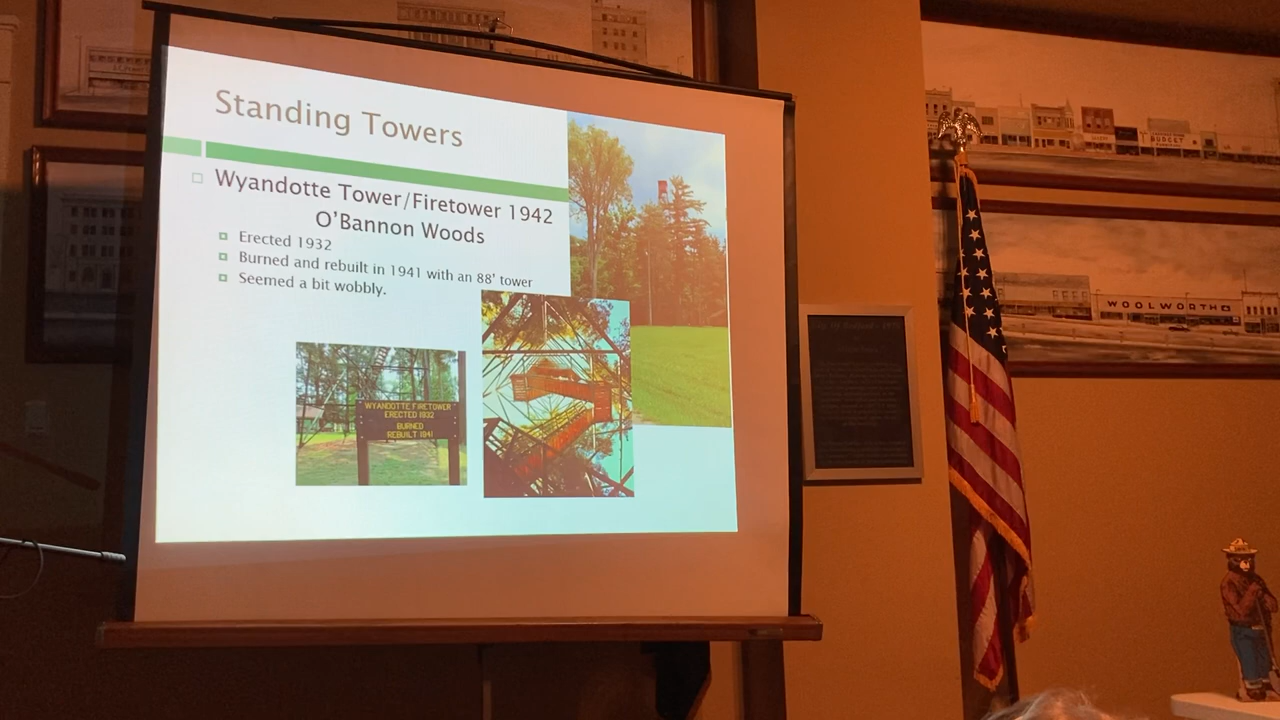 Standing Towers
Wyandotte Tower/Firetower 1942
O'Bannon Woods
Erected 1932
Burned and rebuilt in 1941 with an 88' tower
Seemed a bit wobbly.
WYANDOTTE FIRETOWER
ERECTED 1932
BURNED
REBUILT 1941
BUDGET
WOOLWORTH